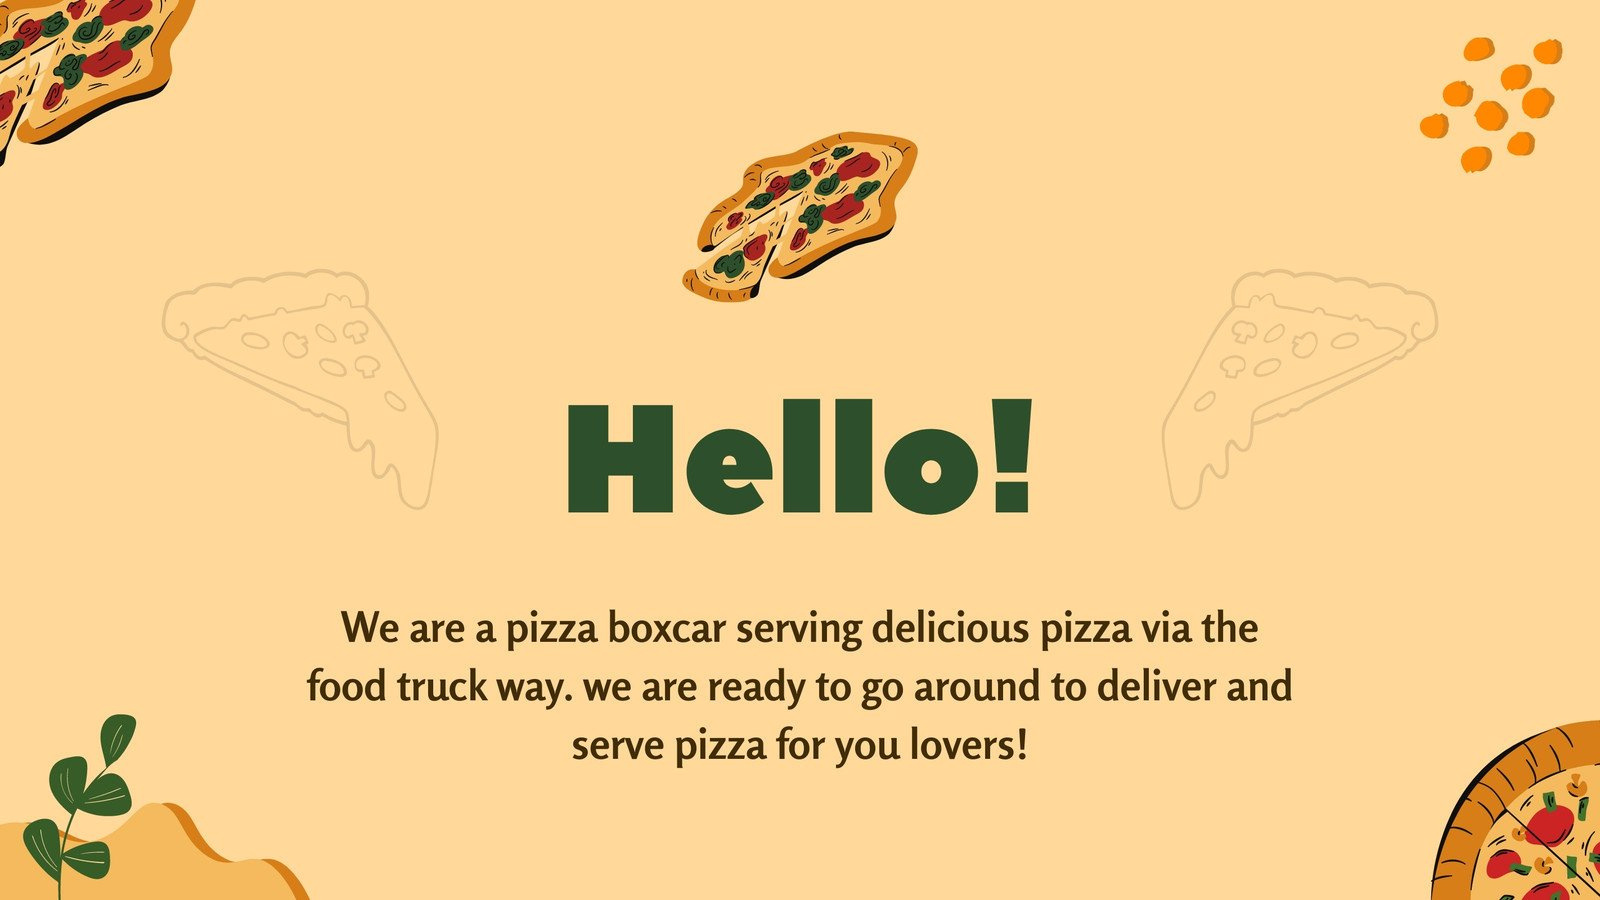 Hello!
We are a pizza boxcar serving delicious pizza via the
food truck way. we are ready to go around to deliver and
serve pizza for you lovers!